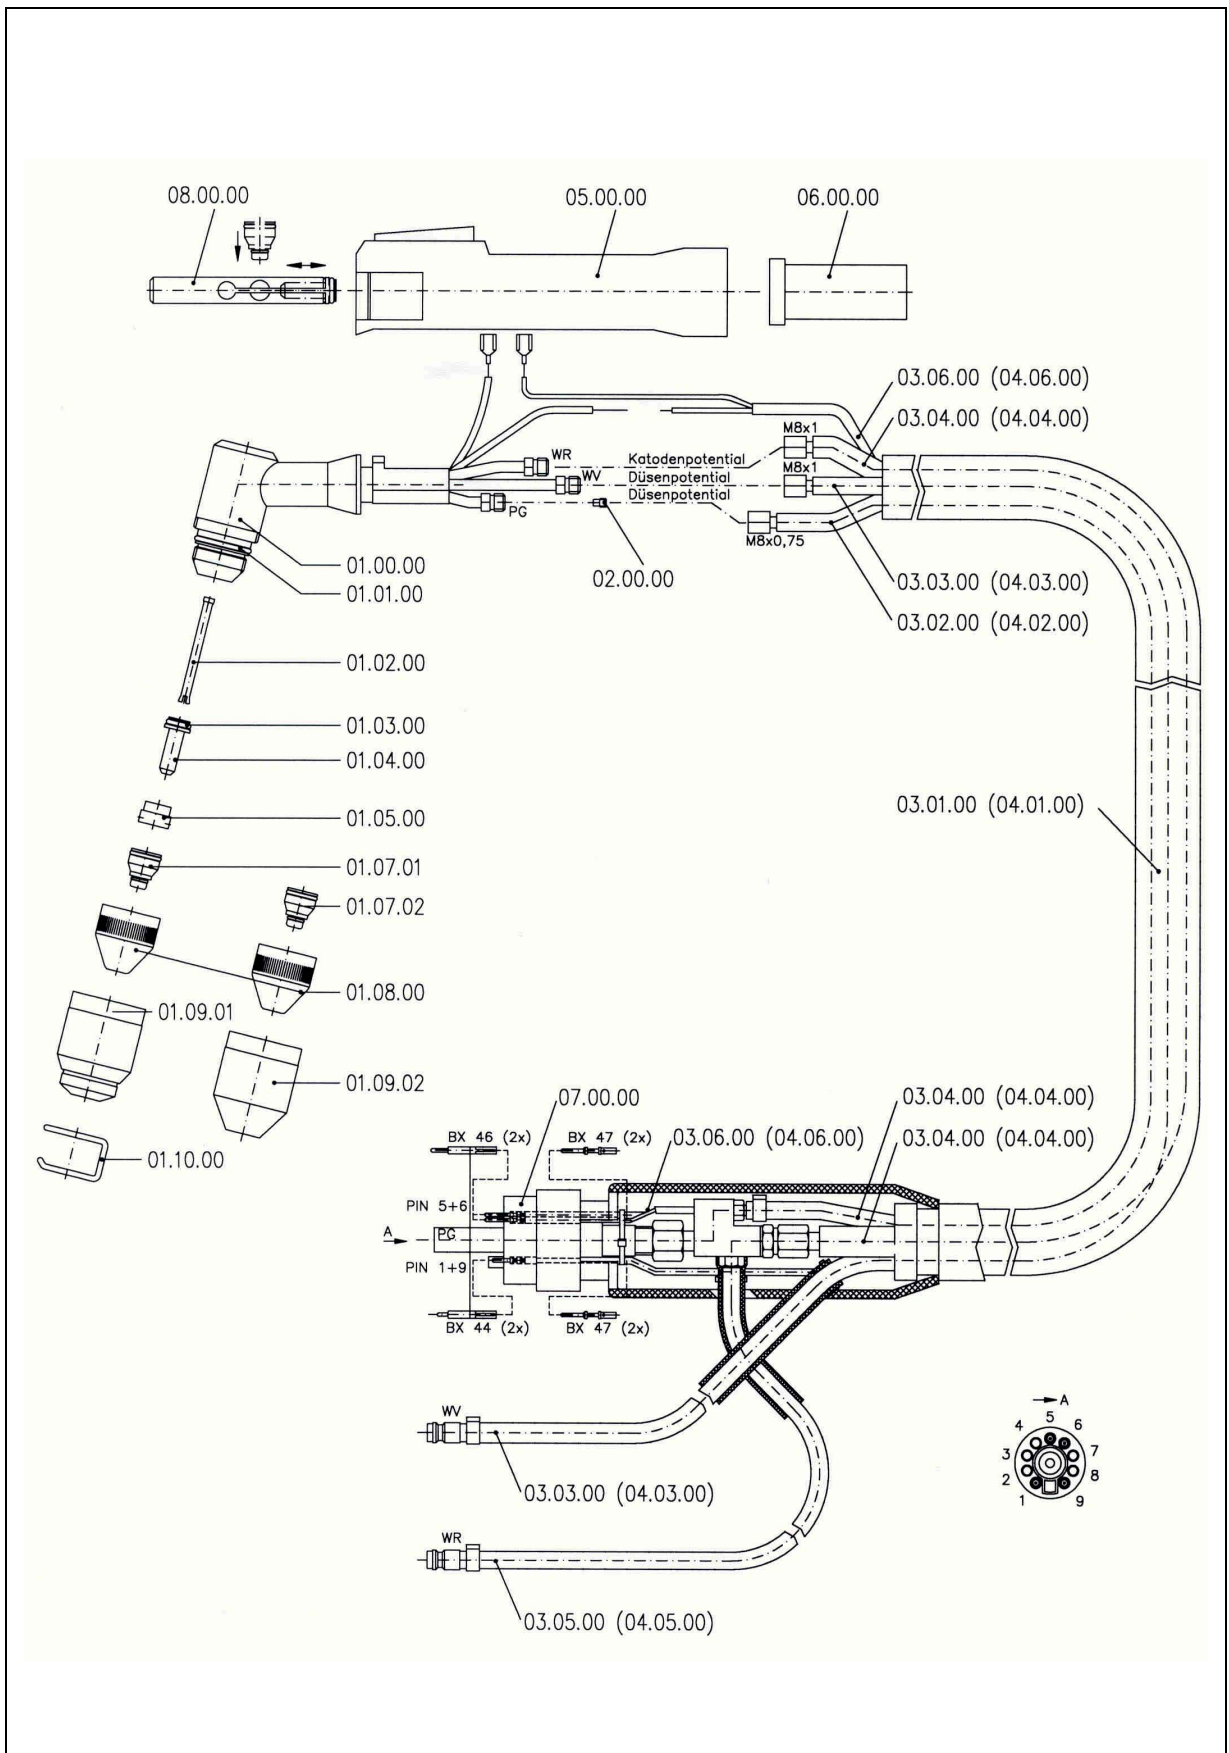 08.00.00
05.00.00
06.00.00
03.06.00 (04.06.00)
03.04.00 (04.04.00)
M8x1
WR
Katodenpotential
M8x1
WV
Düsenpotential
Düsenpotential
PG
M8x0,75
01.00.00
02.00.00
03.03.00 (04.03.00)
01.01.00
03.02.00 (04.02.00)
01.02.00
01.03.00
01.04.00
03.01.00 (04.01.00)
01.05.00
01.07.01
01.07.02
01.08.00
01.09.01
01.09.02
07.00.00
03.04.00 (04.04.00)
BX 46 (2x)
BX 47 (2x)
03.06.00 (04.06.00)
03.04.00 (04.04.00)
01.10.00
PIN 5+6
A
PG
PIN 1+9
BX 44 (2x)
BX 47 (2x)
A
WV
4
5
6
3
7
2
8
1
9
03.03.00 (04.03.00)
WR
03.05.00 (04.05.00)